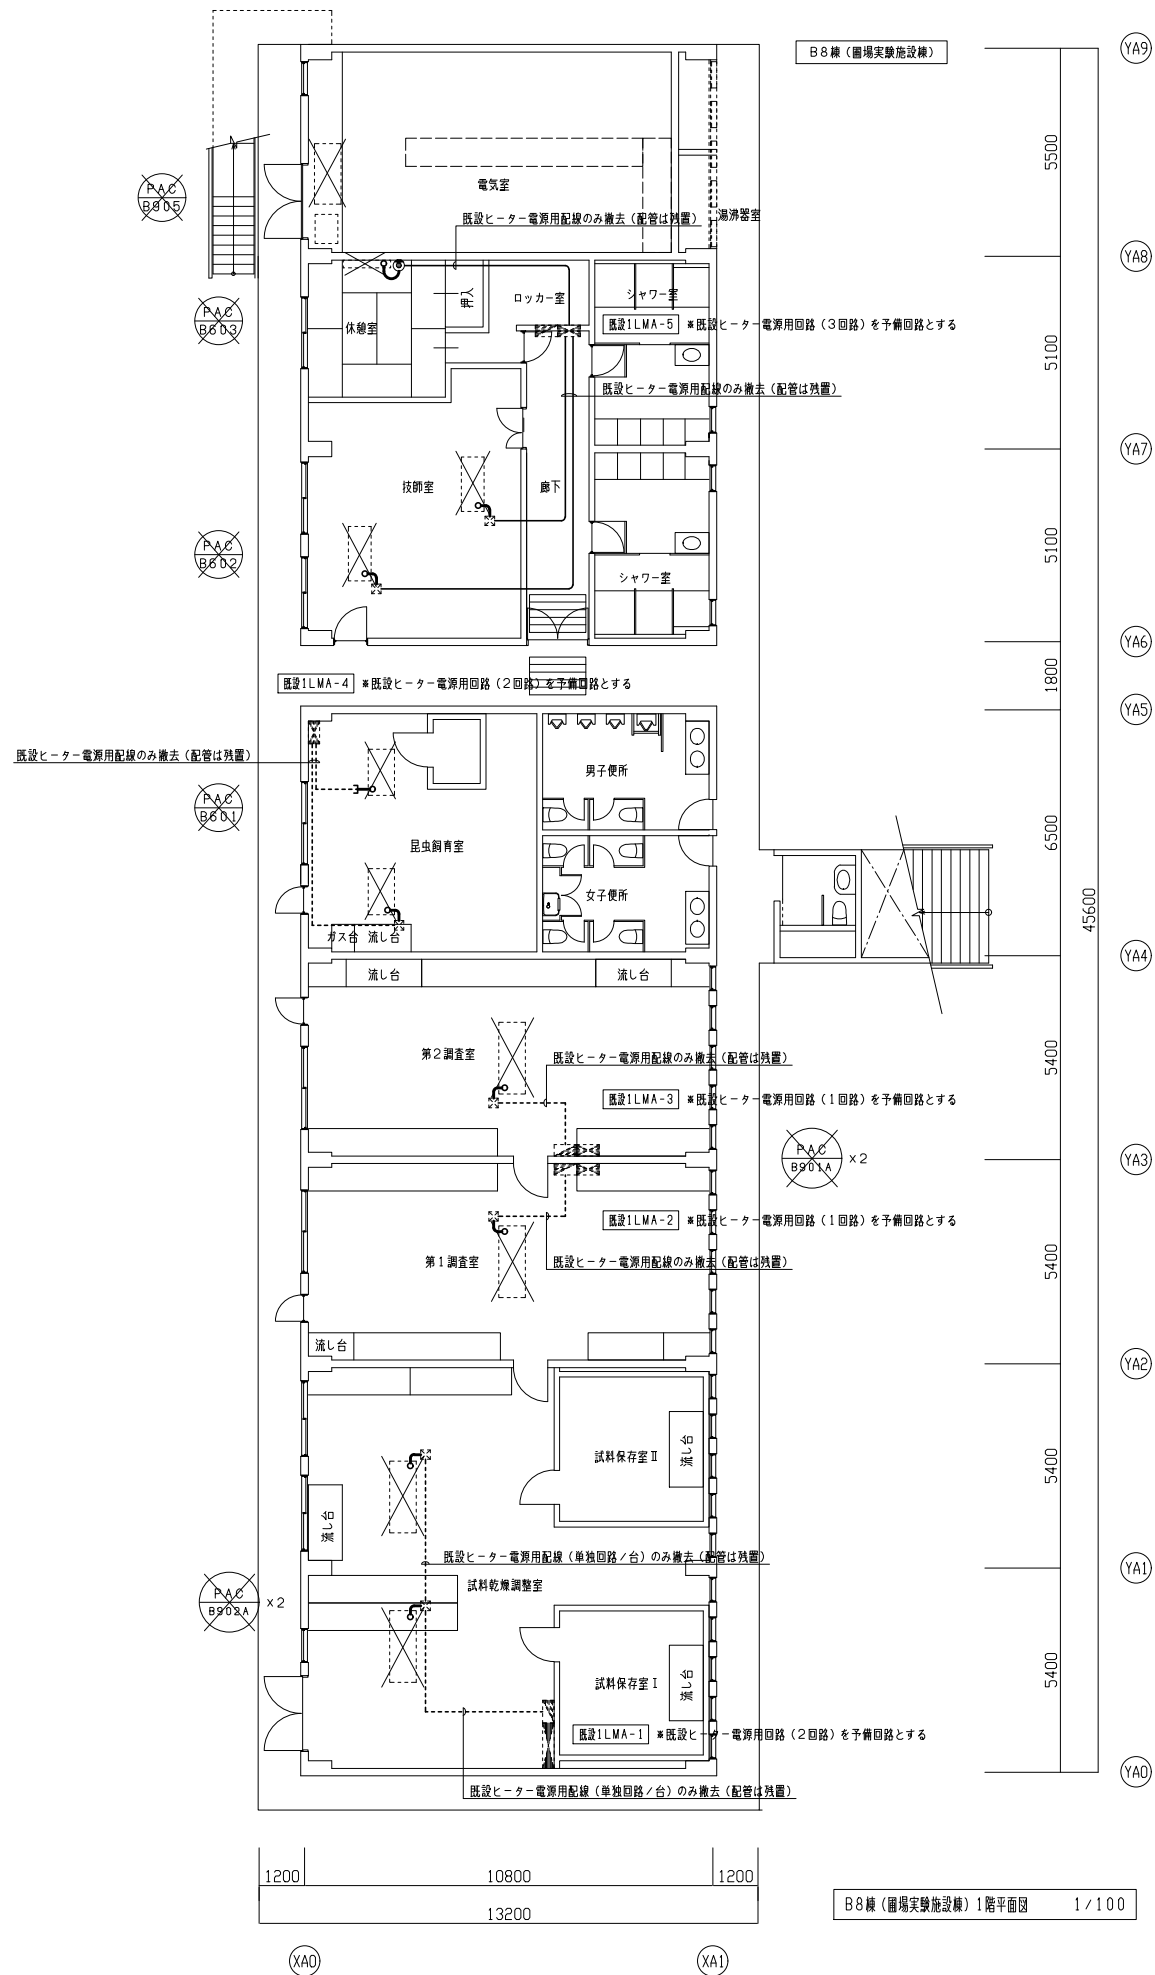 B8棟（圃場実験施設棟）
YA9
5500
PAC
B905
電気室
湯沸器室
既設ヒーター電源用配線のみ撤去（配管は残置）
YA8
押入
ロッカー室
シャワー室
PAC
B603
休憩室
既設1LMA-5 ※既設ヒーター電源用回路（3回路）を予備回路とする
5100
既設ヒーター電源用配線のみ撤去（配管は残置）
YA7
技師室
廊下
PAC
B602
5100
シャワー室
YA6
既設1LMA-4 ※既設ヒーター電源用回路（2回路）を予備回路とする
1800
YA5
既設ヒーター電源用配線のみ撤去（配管は残置）
男子便所
PAC
B601
昆虫飼育室
6500
女子便所
45600
ガス台 流し台
YA4
流し台 流し台
第2調査室
既設ヒーター電源用配線のみ撤去（配管は残置）
5400
既設1LMA-3 ※既設ヒーター電源用回路（1回路）を予備回路とする
PAC
B901A
x2
YA3
既設1LMA-2 ※既設ヒーター電源用回路（1回路）を予備回路とする
第1調査室
既設ヒーター電源用配線のみ撤去（配管は残置）
5400
流し台
YA2
試料保存室Ⅱ
流し台
5400
流し台
既設ヒーター電源用配線（単独回路／台）のみ撤去（配管は残置）
YA1
試料乾燥調整室
PAC
B902A
x2
試料保存室Ⅰ
流し台
5400
既設1LMA-1 ※既設ヒーター電源用回路（2回路）を予備回路とする
YA0
既設ヒーター電源用配線（単独回路／台）のみ撤去（配管は残置）
1200 10800 1200
13200
B8棟（圃場実験施設棟）1階平面図 1/100
XA0 XA1